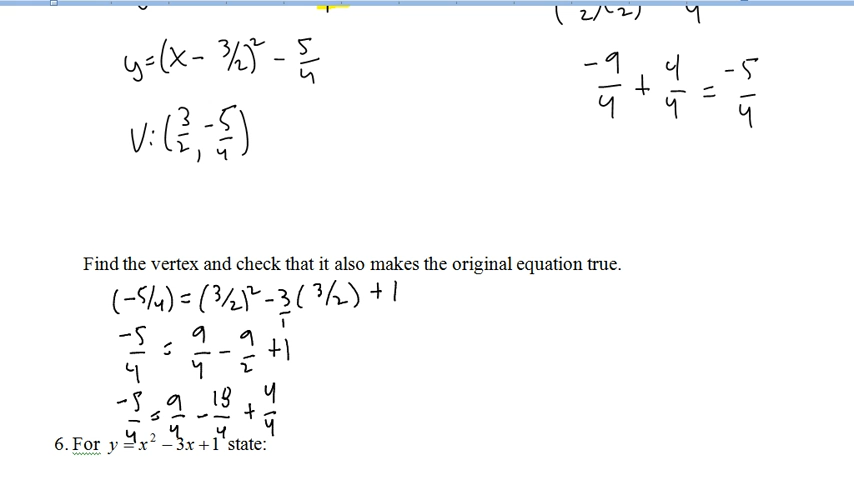 y=(x- 3/2)² - 5/4
-9/4 + 4/4 = -5/4
V: (3/2, -5/4)
Find the vertex and check that it also makes the original equation true.
(-5/4) = (3/2)² - 3/1 (3/2) + 1
-5/4 = 9/4 - 9/2 +1
-5/4 = 9/4 - 18/4 + 4/4
6. For y = x² - 3x + 1 state: